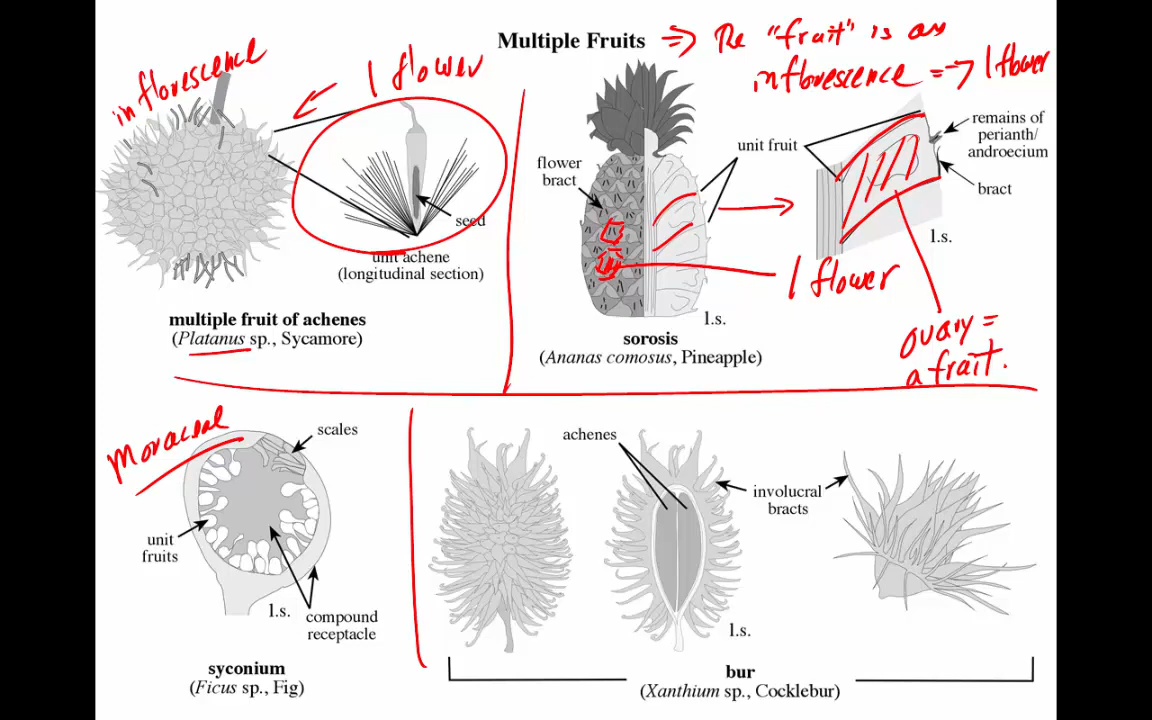 Multiple Fruits => The "fruit" is an
inflorescence => 1 flower
inflorescence
1 flower
seed
unit achene
(longitudinal section)
multiple fruit of achenes
(Platanus sp., Sycamore)
flower
bract
unit fruit
remains of
perianth/
androecium
bract
l.s.
1 flower
ovary =
a fruit.
l.s.
sorosis
(Ananas comosus, Pineapple)
Moraceae
scales
unit
fruits
l.s.
compound
receptacle
syconium
(Ficus sp., Fig)
achenes
involucral
bracts
l.s.
bur
(Xanthium sp., Cocklebur)